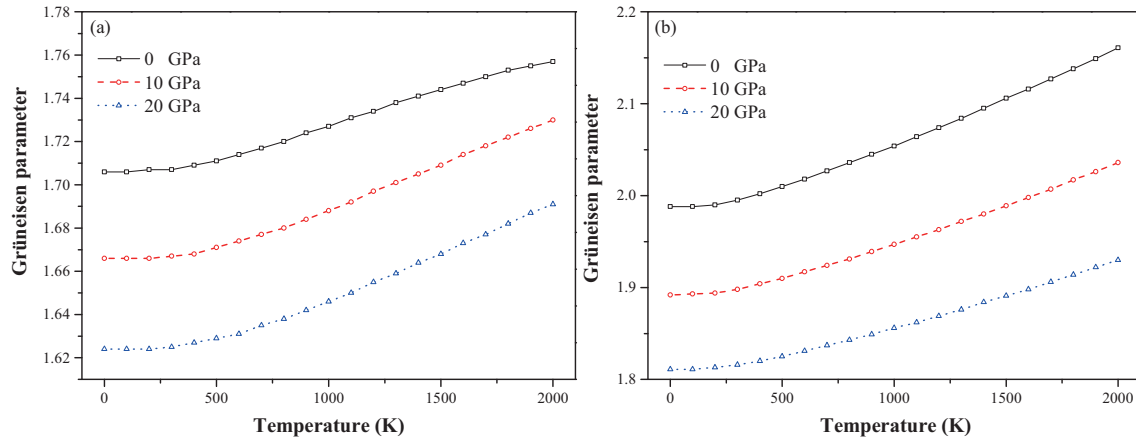 (a)
0 GPa
10 GPa
20 GPa
Grüneisen parameter
1.78
1.76
1.74
1.72
1.70
1.68
1.66
1.64
1.62
0
500
1000
1500
2000
Temperature (K)
(b)
0 GPa
10 GPa
20 GPa
Grüneisen parameter
2.2
2.1
2.0
1.9
1.8
0
500
1000
1500
2000
Temperature (K)